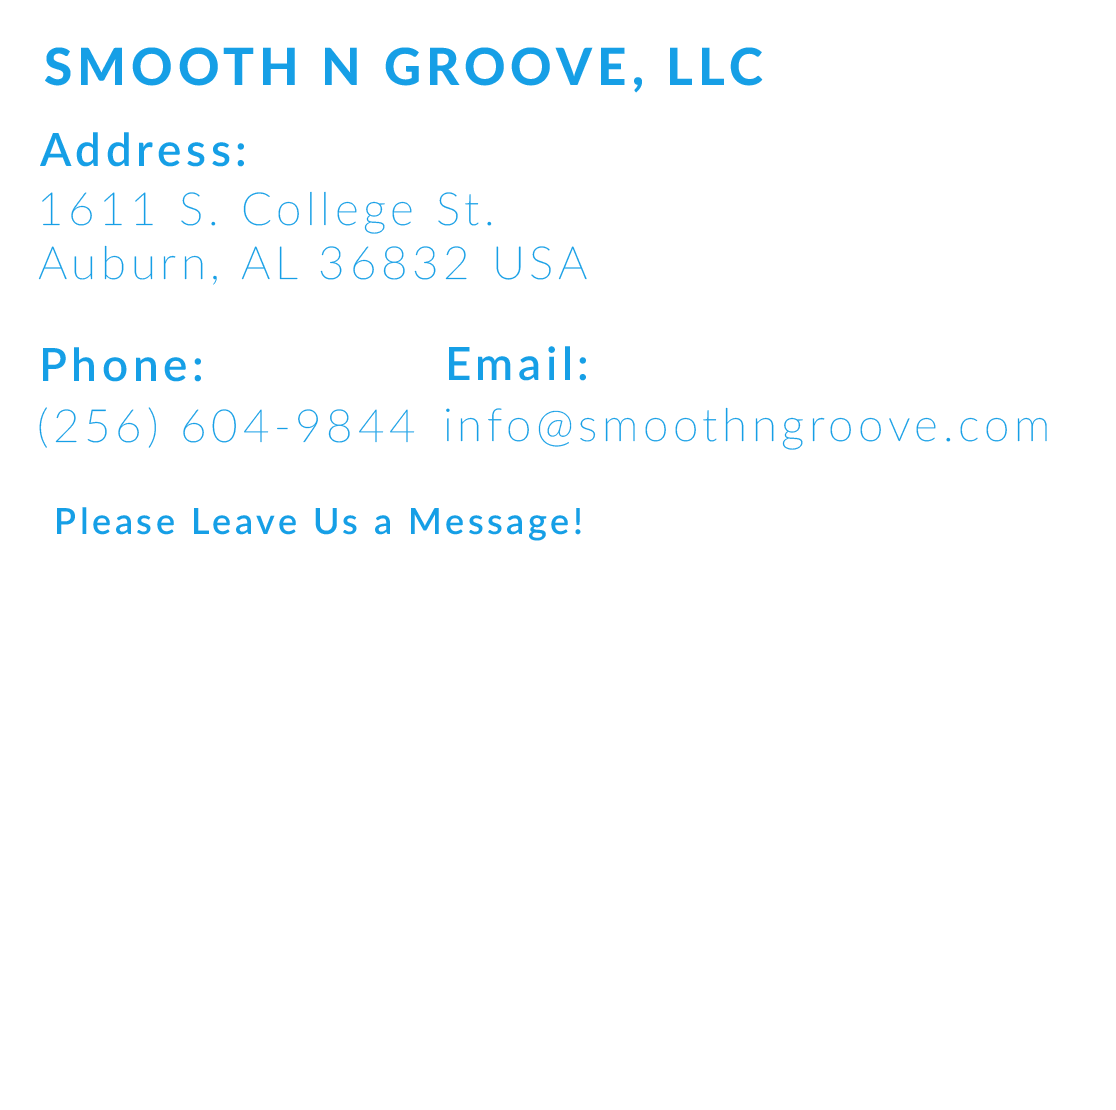 SMOOTH N GROOVE, LLC
Address:
1611 S. College St.
Auburn, AL 36832 USA
Phone:
(256) 604-9844
Email:
info@smoothngroove.com
Please Leave Us a Message!